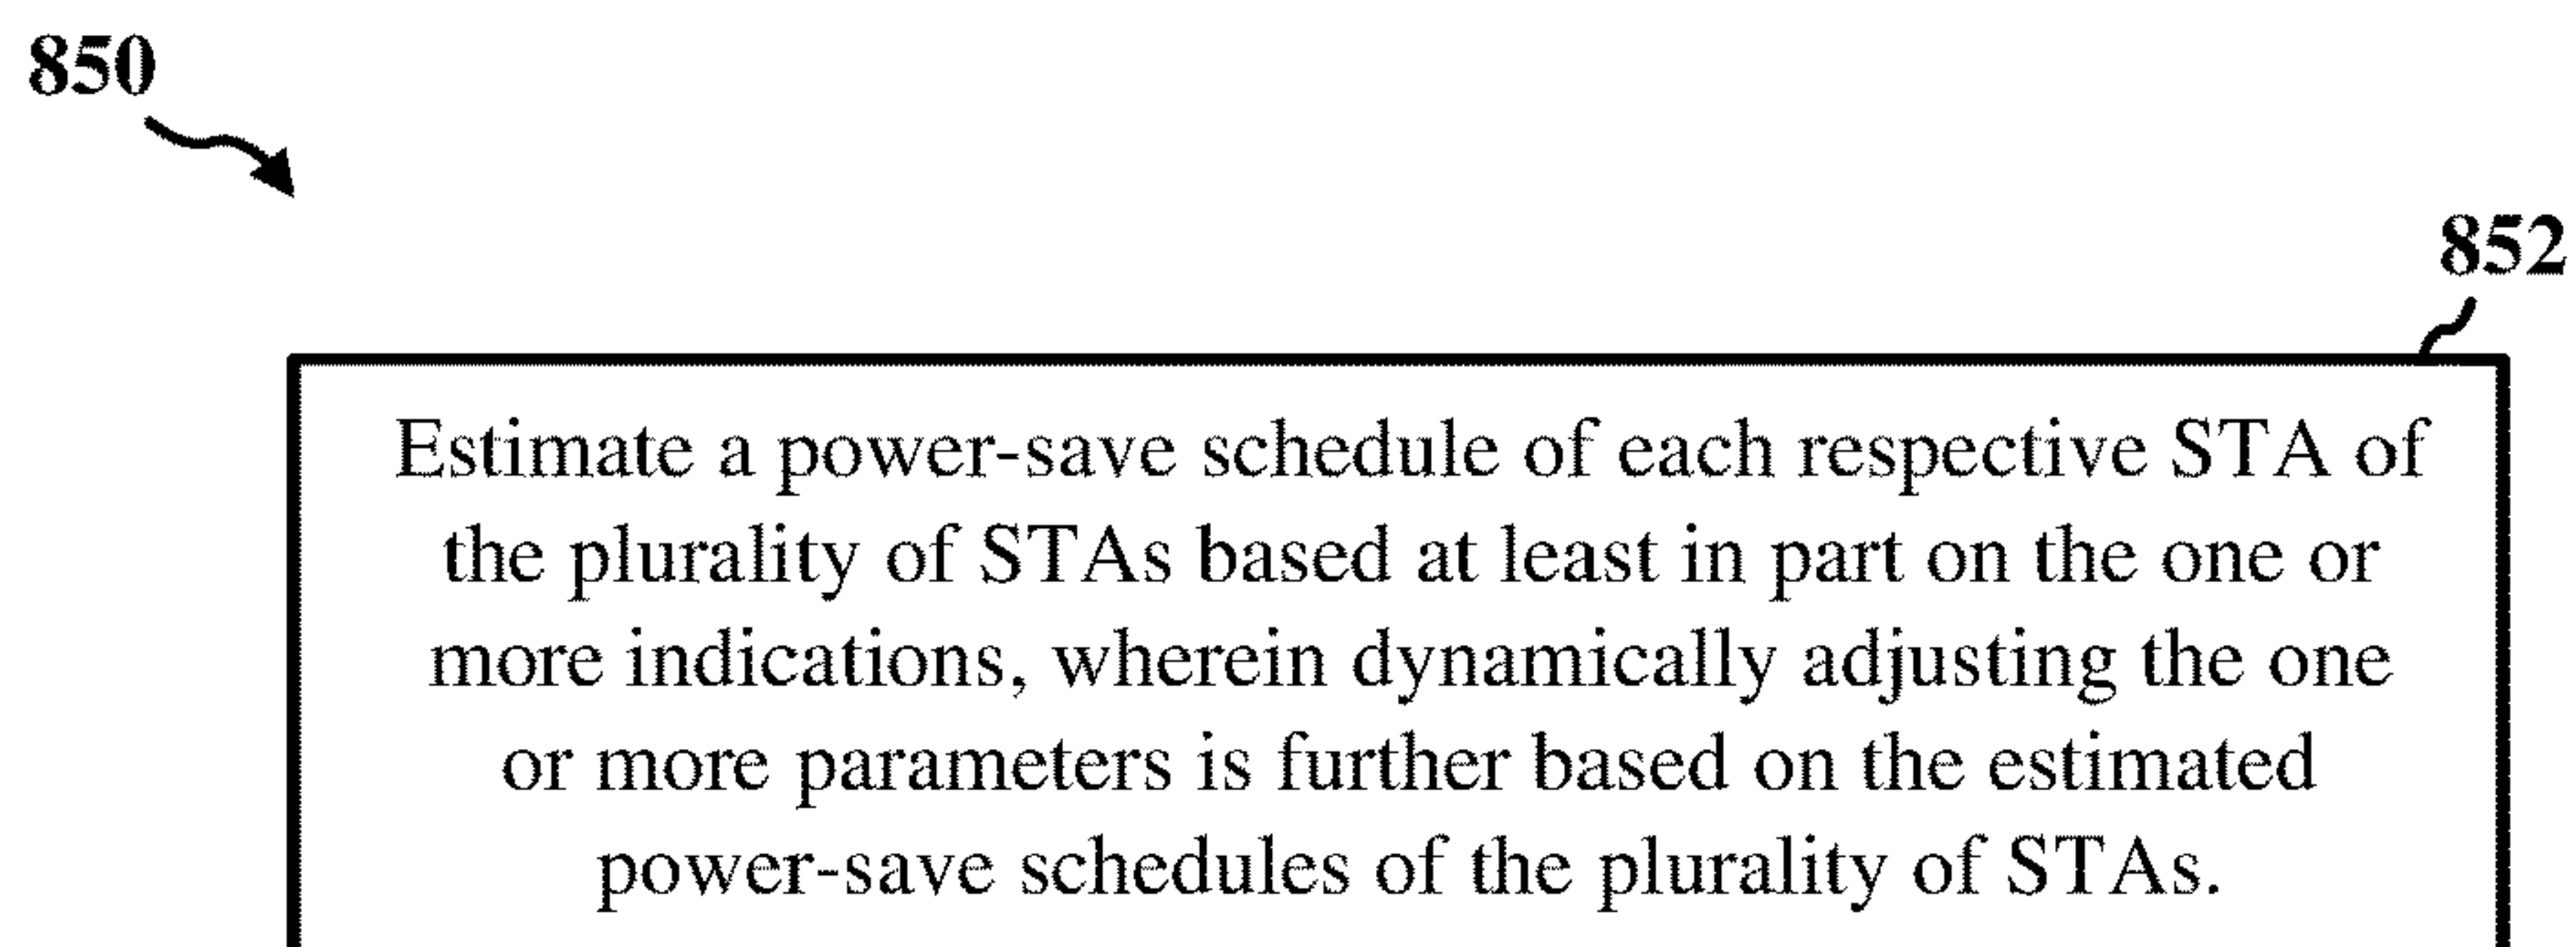 850
852
Estimate a power-save schedule of each respective STA of
the plurality of STAs based at least in part on the one or
more indications, wherein dynamically adjusting the one
or more parameters is further based on the estimated
power-save schedules of the plurality of STAs.